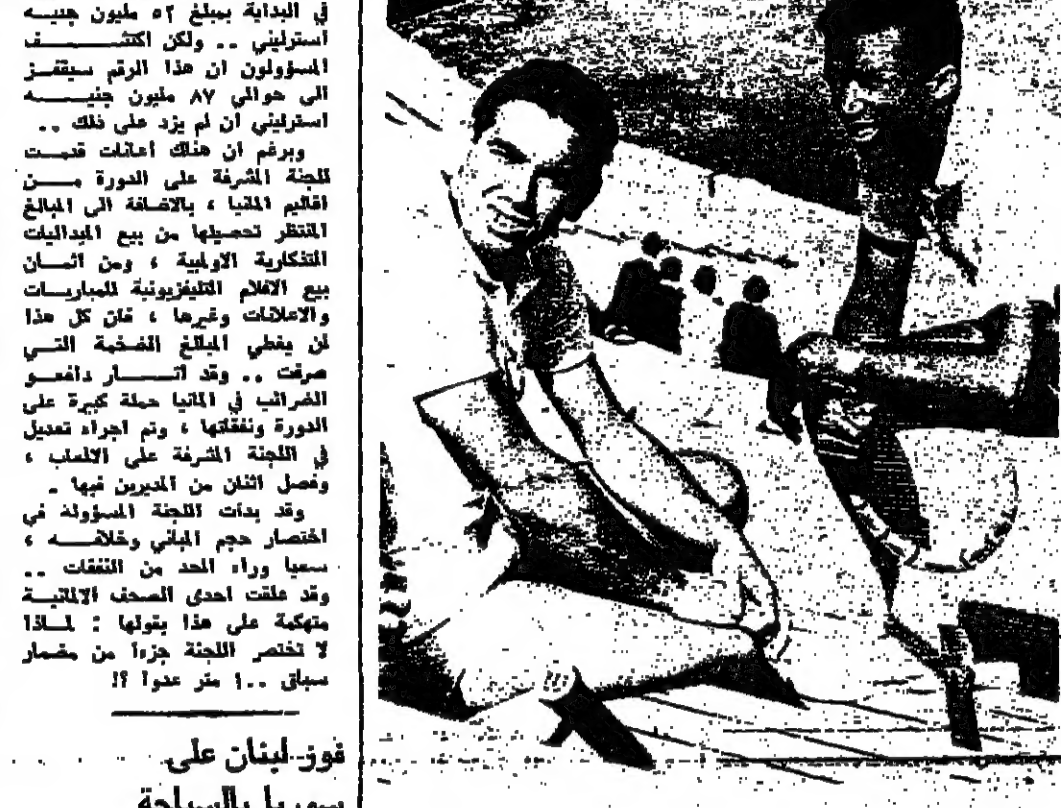 في البداية بمبلغ ٥٢ مليون جنيه
استرليني .. ولكن اكتشف
المسؤولون ان هذا الرقم سيقفز
الى حوالي ٨٧ مليون جنيه
استرليني ان لم يزد على ذلك ..
وبرغم ان هناك أعانات قدمت
للجنة المشرفة على الدورة من
اقاليم المانيا ، بالاضافة الى المبالغ
المنتظر تحصيلها من بيع الميداليات
التذكارية الاولمبية ، ومن اثمان
بيع الافلام التليفزيونية للمباريات
والاعلانات وغيرها ، فان كل هذا
لن يغطي المبالغ الضخمة التي
صرفت .. وقد اثار دافعو
الضرائب في المانيا حملة كبيرة على
الدورة ونفقاتها ، وتم اجراء تعديل
في اللجنة المشرفة على الالعاب ،
وفصل اثنان من المديرين فيها .
وقد بدأت اللجنة المسؤولة في
اختصار حجم المباني وخلافه ،
سعيا وراء الحد من النفقات ..
وقد علقت احدى الصحف الالمانية
متهكمة على هذا بقولها : لماذا
لا تختصر اللجنة جزءا من مضمار
سباق ١٠٠ متر عدوا ؟!
فوز لبنان على
سوريا بالسباحة